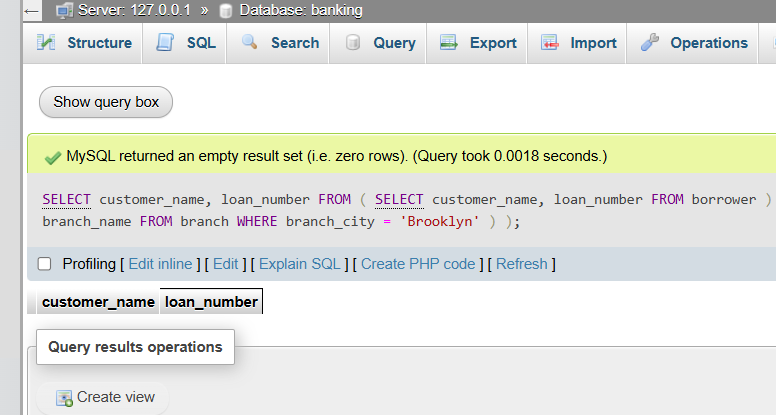 ← Server: 127.0.0.1 » Database: banking
Structure SQL Search Query Export Import Operations
Show query box
MySQL returned an empty result set (i.e. zero rows). (Query took 0.0018 seconds.)
SELECT customer_name, loan_number FROM ( SELECT customer_name, loan_number FROM borrower )
branch_name FROM branch WHERE branch_city = 'Brooklyn' ) );
Profiling [ Edit inline ] [ Edit ] [ Explain SQL ] [ Create PHP code ] [ Refresh ]
customer_name loan_number
Query results operations
Create view